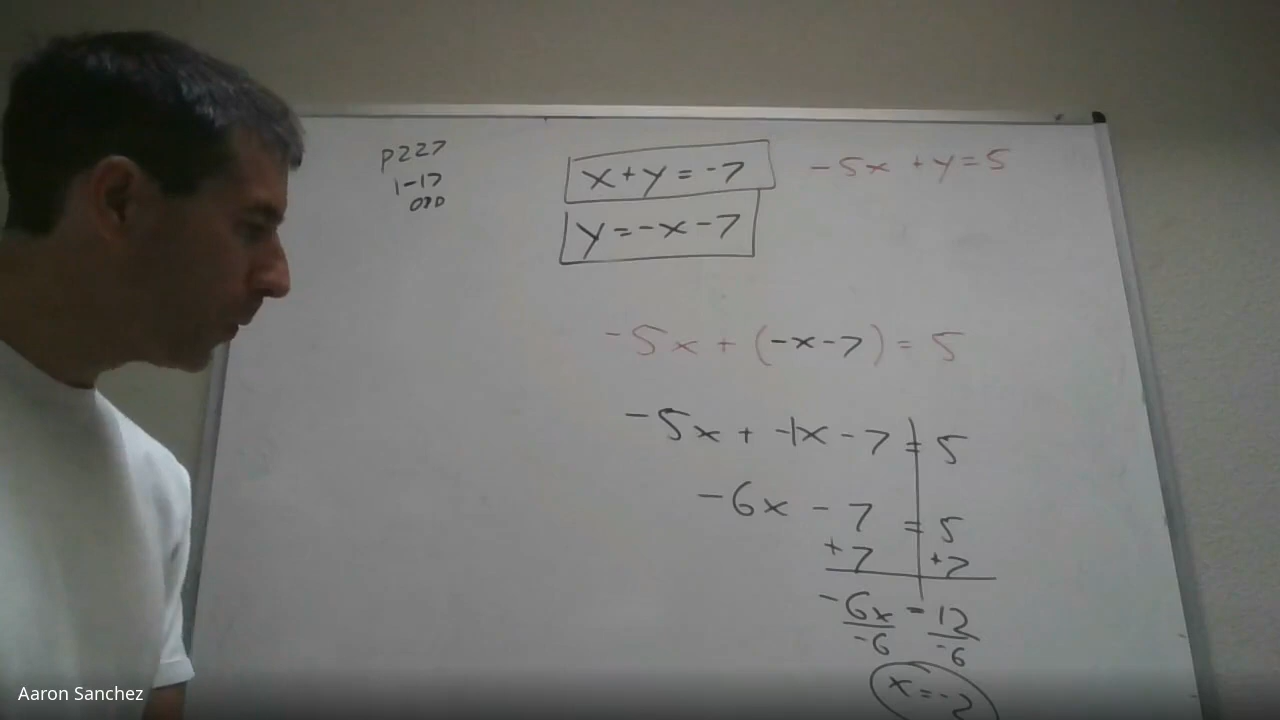 p227
1-17
ODD
x+y=-7
-5x+y=5
y=-x-7
-5x+(-x-7)=5
-5x+-1x-7=5
-6x-7=5
+7 +7
-6x=12
-6 -6
x=-2
Aaron Sanchez